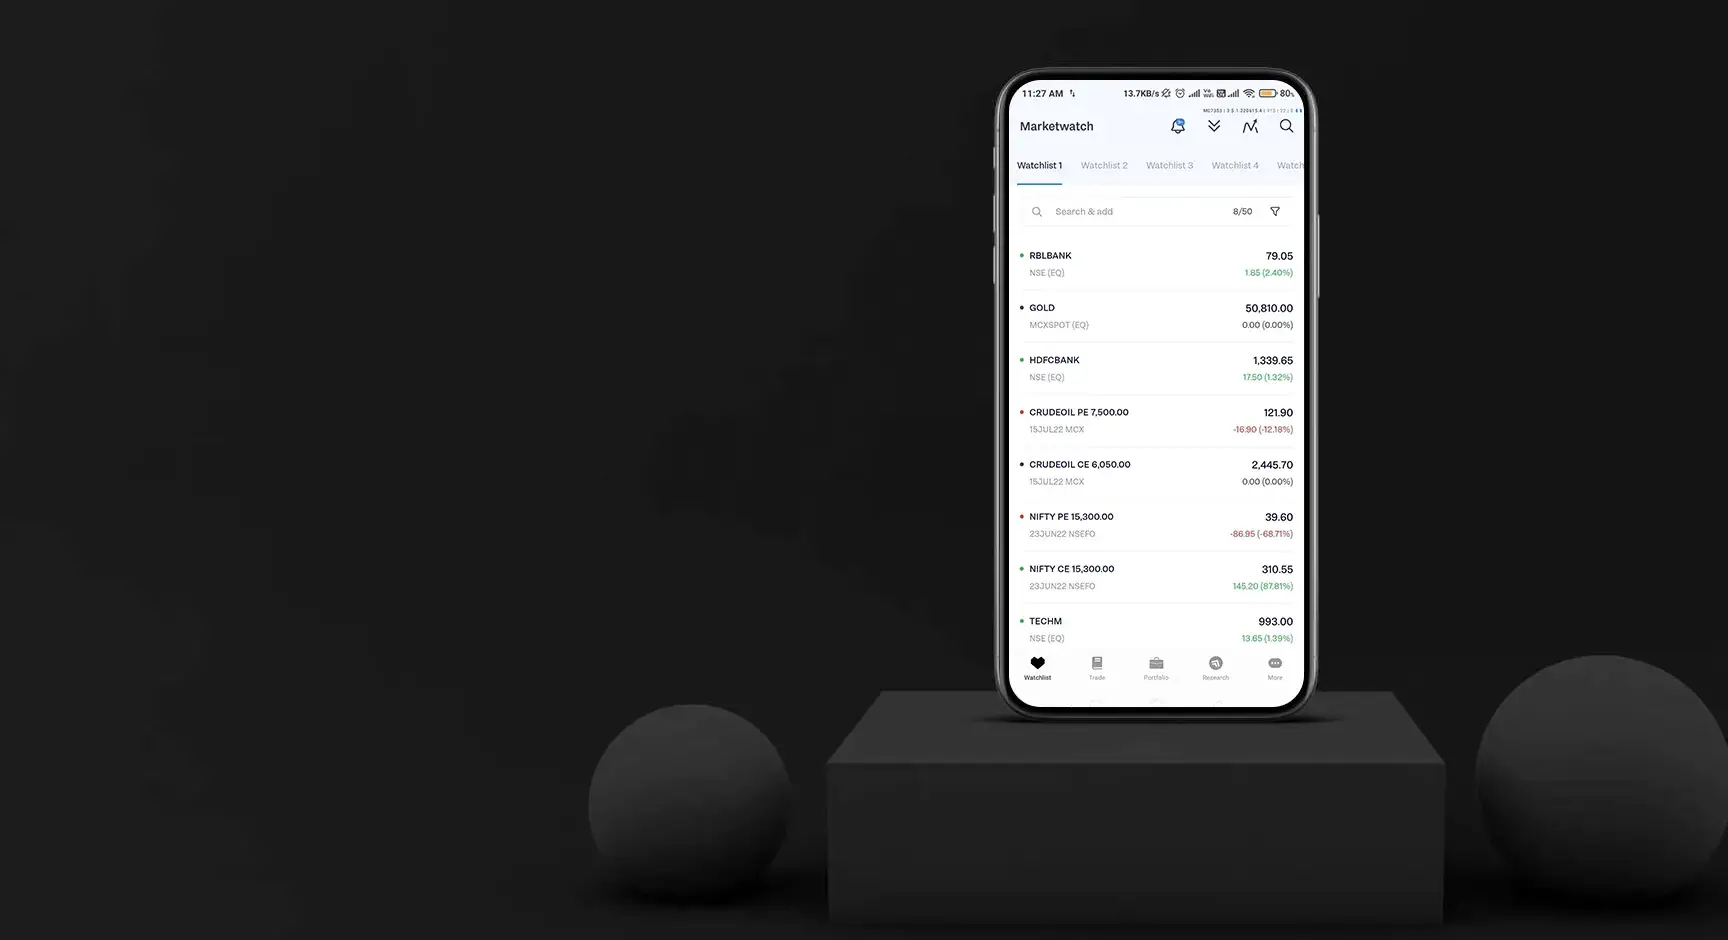 11:27 AM
13.7KB/s
80%
Marketwatch
Watchlist 1 Watchlist 2 Watchlist 3 Watchlist 4 Watch
Search & add 8/50
RBLBANK 79.05
NSE (EQ) 1.85 (2.40%)
GOLD 50,810.00
MCXSPOT (EQ) 0.00 (0.00%)
HDFCBANK 1,339.65
NSE (EQ) 17.50 (1.32%)
CRUDEOIL PE 7,500.00 121.90
15JUL22 MCX -16.90 (-12.18%)
CRUDEOIL CE 6,050.00 2,445.70
15JUL22 MCX 0.00 (0.00%)
NIFTY PE 15,300.00 39.60
23JUN22 NSEFO -86.95 (-68.71%)
NIFTY CE 15,300.00 310.55
23JUN22 NSEFO 145.20 (87.81%)
TECHM 993.00
NSE (EQ) 13.65 (1.39%)
Watchlist Trade Portfolio Research More